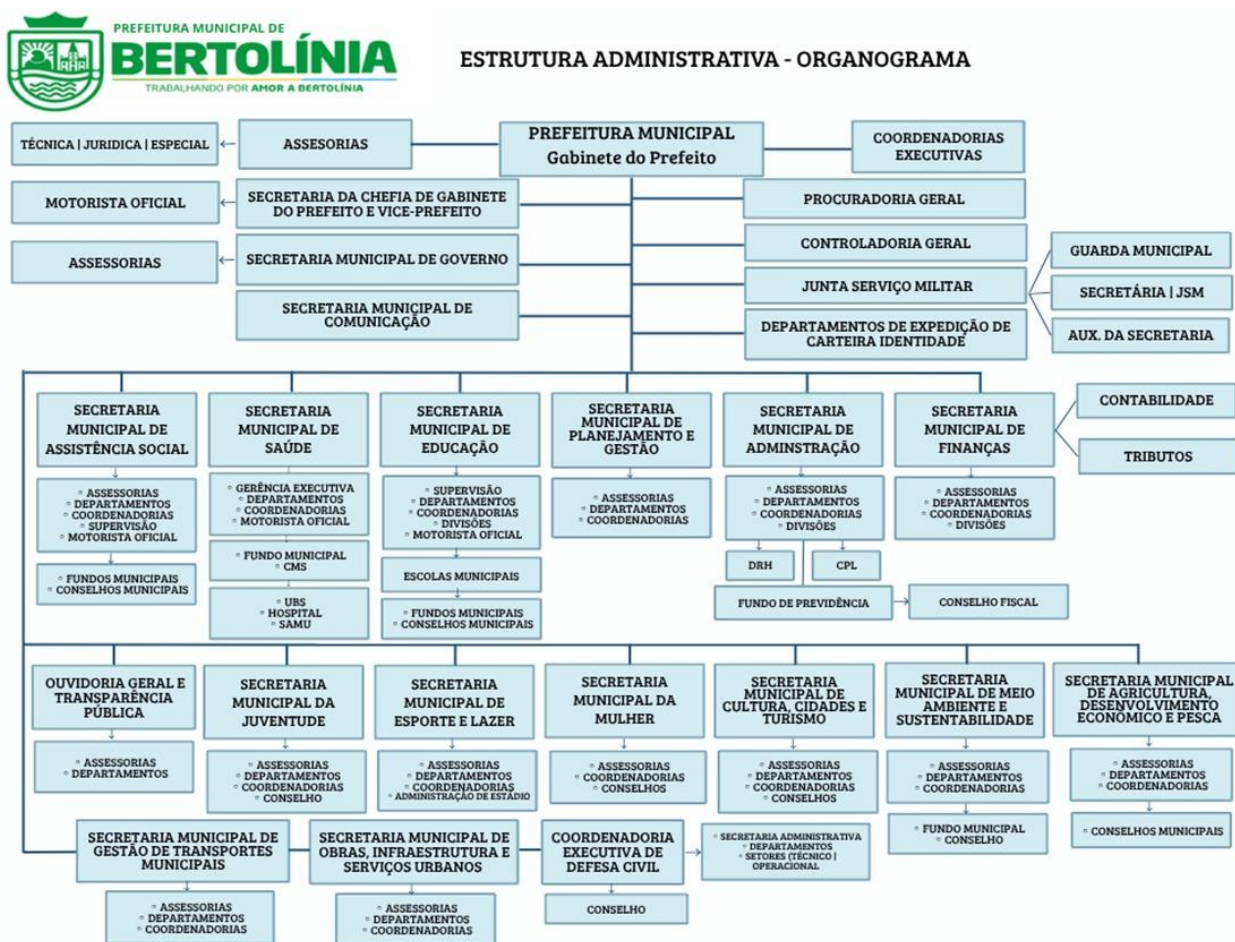 PREFEITURA MUNICIPAL DE
BERTOLÍNIA
TRABALHANDO POR AMOR A BERTOLÍNIA
ESTRUTURA ADMINISTRATIVA - ORGANOGRAMA
TÉCNICA | JURIDICA | ESPECIAL
ASSESORIAS
PREFEITURA MUNICIPAL
Gabinete do Prefeito
COORDENADORIAS
EXECUTIVAS
MOTORISTA OFICIAL
SECRETARIA DA CHEFIA DE GABINETE
DO PREFEITO E VICE-PREFEITO
PROCURADORIA GERAL
ASSESSORIAS
SECRETARIA MUNICIPAL DE GOVERNO
CONTROLADORIA GERAL
SECRETARIA MUNICIPAL DE
COMUNICAÇÃO
JUNTA SERVIÇO MILITAR
DEPARTAMENTOS DE EXPEDIÇÃO DE
CARTEIRA IDENTIDADE
GUARDA MUNICIPAL
SECRETÁRIA | JSM
AUX. DA SECRETARIA
SECRETARIA
MUNICIPAL DE
ASSISTÊNCIA SOCIAL
▫ ASSESSORIAS
▫ DEPARTAMENTOS
▫ COORDENADORIAS
▫ SUPERVISÃO
▫ MOTORISTA OFICIAL
▫ FUNDOS MUNICIPAIS
▫ CONSELHOS MUNICIPAIS
SECRETARIA
MUNICIPAL DE
SAÚDE
▫ GERÊNCIA EXECUTIVA
▫ DEPARTAMENTOS
▫ COORDENADORIAS
▫ MOTORISTA OFICIAL
▫ FUNDO MUNICIPAL
▫ CMS
▫ UBS
▫ HOSPITAL
▫ SAMU
SECRETARIA
MUNICIPAL DE
EDUCAÇÃO
▫ SUPERVISÃO
▫ DEPARTAMENTOS
▫ COORDENADORIAS
▫ DIVISÕES
▫ MOTORISTA OFICIAL
ESCOLAS MUNICIPAIS
▫ FUNDOS MUNICIPAIS
▫ CONSELHOS MUNICIPAIS
SECRETARIA
MUNICIPAL DE
PLANEJAMENTO E
GESTÃO
▫ ASSESSORIAS
▫ DEPARTAMENTOS
▫ COORDENADORIAS
SECRETARIA
MUNICIPAL DE
ADMINSTRAÇÃO
▫ ASSESSORIAS
▫ DEPARTAMENTOS
▫ COORDENADORIAS
▫ DIVISÕES
DRH
CPL
FUNDO DE PREVIDÊNCIA
CONSELHO FISCAL
SECRETARIA
MUNICIPAL DE
FINANÇAS
▫ ASSESSORIAS
▫ DEPARTAMENTOS
▫ COORDENADORIAS
▫ DIVISÕES
CONTABILIDADE
TRIBUTOS
OUVIDORIA GERAL E
TRANSPARÊNCIA
PÚBLICA
▫ ASSESSORIAS
▫ DEPARTAMENTOS
SECRETARIA
MUNICIPAL DA
JUVENTUDE
▫ ASSESSORIAS
▫ DEPARTAMENTOS
▫ COORDENADORIAS
▫ CONSELHO
SECRETARIA
MUNICIPAL DE
ESPORTE E LAZER
▫ ASSESSORIAS
▫ DEPARTAMENTOS
▫ COORDENADORIAS
▫ ADMINISTRAÇÃO DE ESTÁDIO
SECRETARIA
MUNICIPAL DA
MULHER
▫ ASSESSORIAS
▫ COORDENADORIAS
▫ CONSELHOS
SECRETARIA
MUNICIPAL DE
CULTURA, CIDADES E
TURISMO
▫ ASSESSORIAS
▫ DEPARTAMENTOS
▫ COORDENADORIAS
▫ CONSELHOS
SECRETARIA
MUNICIPAL DE MEIO
AMBIENTE E
SUSTENTABILIDADE
▫ ASSESSORIAS
▫ DEPARTAMENTOS
▫ COORDENADORIAS
▫ FUNDO MUNICIPAL
▫ CONSELHO
SECRETARIA MUNICIPAL
DE AGRICULTURA,
DESENVOLVIMENTO
ECONÔMICO E PESCA
▫ ASSESSORIAS
▫ DEPARTAMENTOS
▫ COORDENADORIAS
▫ CONSELHOS MUNICIPAIS
SECRETARIA MUNICIPAL DE
GESTÃO DE TRANSPORTES
MUNICIPAIS
▫ ASSESSORIAS
▫ DEPARTAMENTOS
▫ COORDENADORIAS
SECRETARIA MUNICIPAL DE
OBRAS, INFRAESTRUTURA E
SERVIÇOS URBANOS
▫ ASSESSORIAS
▫ DEPARTAMENTOS
▫ COORDENADORIAS
COORDENADORIA
EXECUTIVA DE
DEFESA CIVIL
CONSELHO
▫ SECRETARIA ADMINISTRATIVA
▫ DEPARTAMENTOS
▫ SETORES (TÉCNICO |
OPERACIONAL